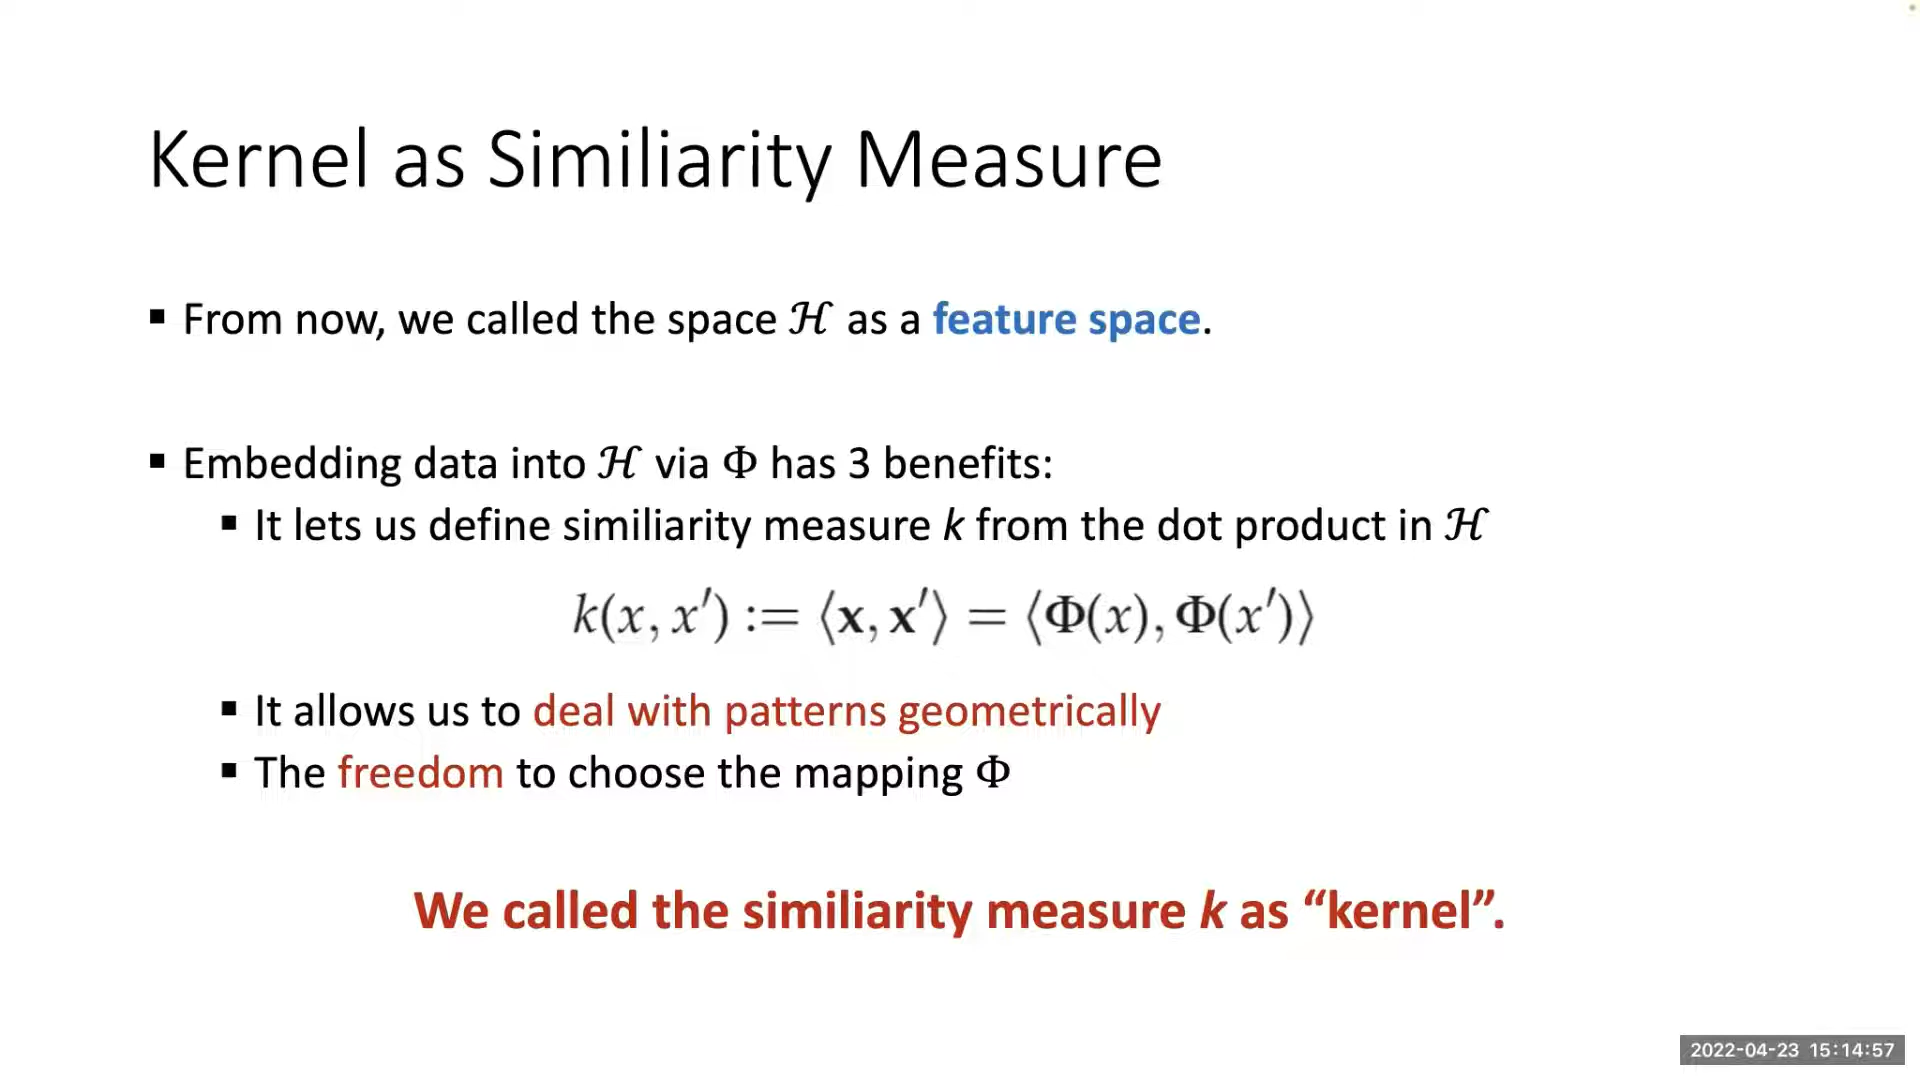 Kernel as Similiarity Measure
▪ From now, we called the space ℋ as a feature space.
▪ Embedding data into ℋ via Φ has 3 benefits:
▪ It lets us define similiarity measure k from the dot product in ℋ
k(x, x′) := ⟨𝐱, 𝐱′⟩ = ⟨Φ(x), Φ(x′)⟩
▪ It allows us to deal with patterns geometrically
▪ The freedom to choose the mapping Φ
We called the similiarity measure k as “kernel”.
2022-04-23 15:14:57